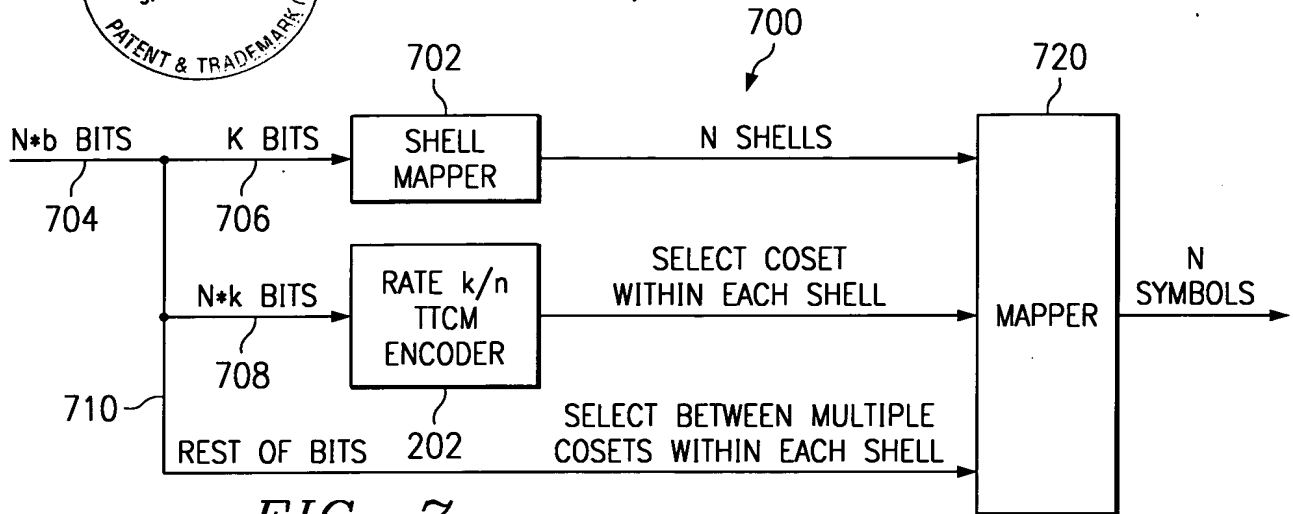 PATENT & TRADEMARK
700
702
720
N*b BITS
K BITS
SHELL
MAPPER
N SHELLS
704
706
N*k BITS
RATE k/n
TTCM
ENCODER
SELECT COSET
WITHIN EACH SHELL
MAPPER
N
SYMBOLS
708
710
202
REST OF BITS
SELECT BETWEEN MULTIPLE
COSETS WITHIN EACH SHELL